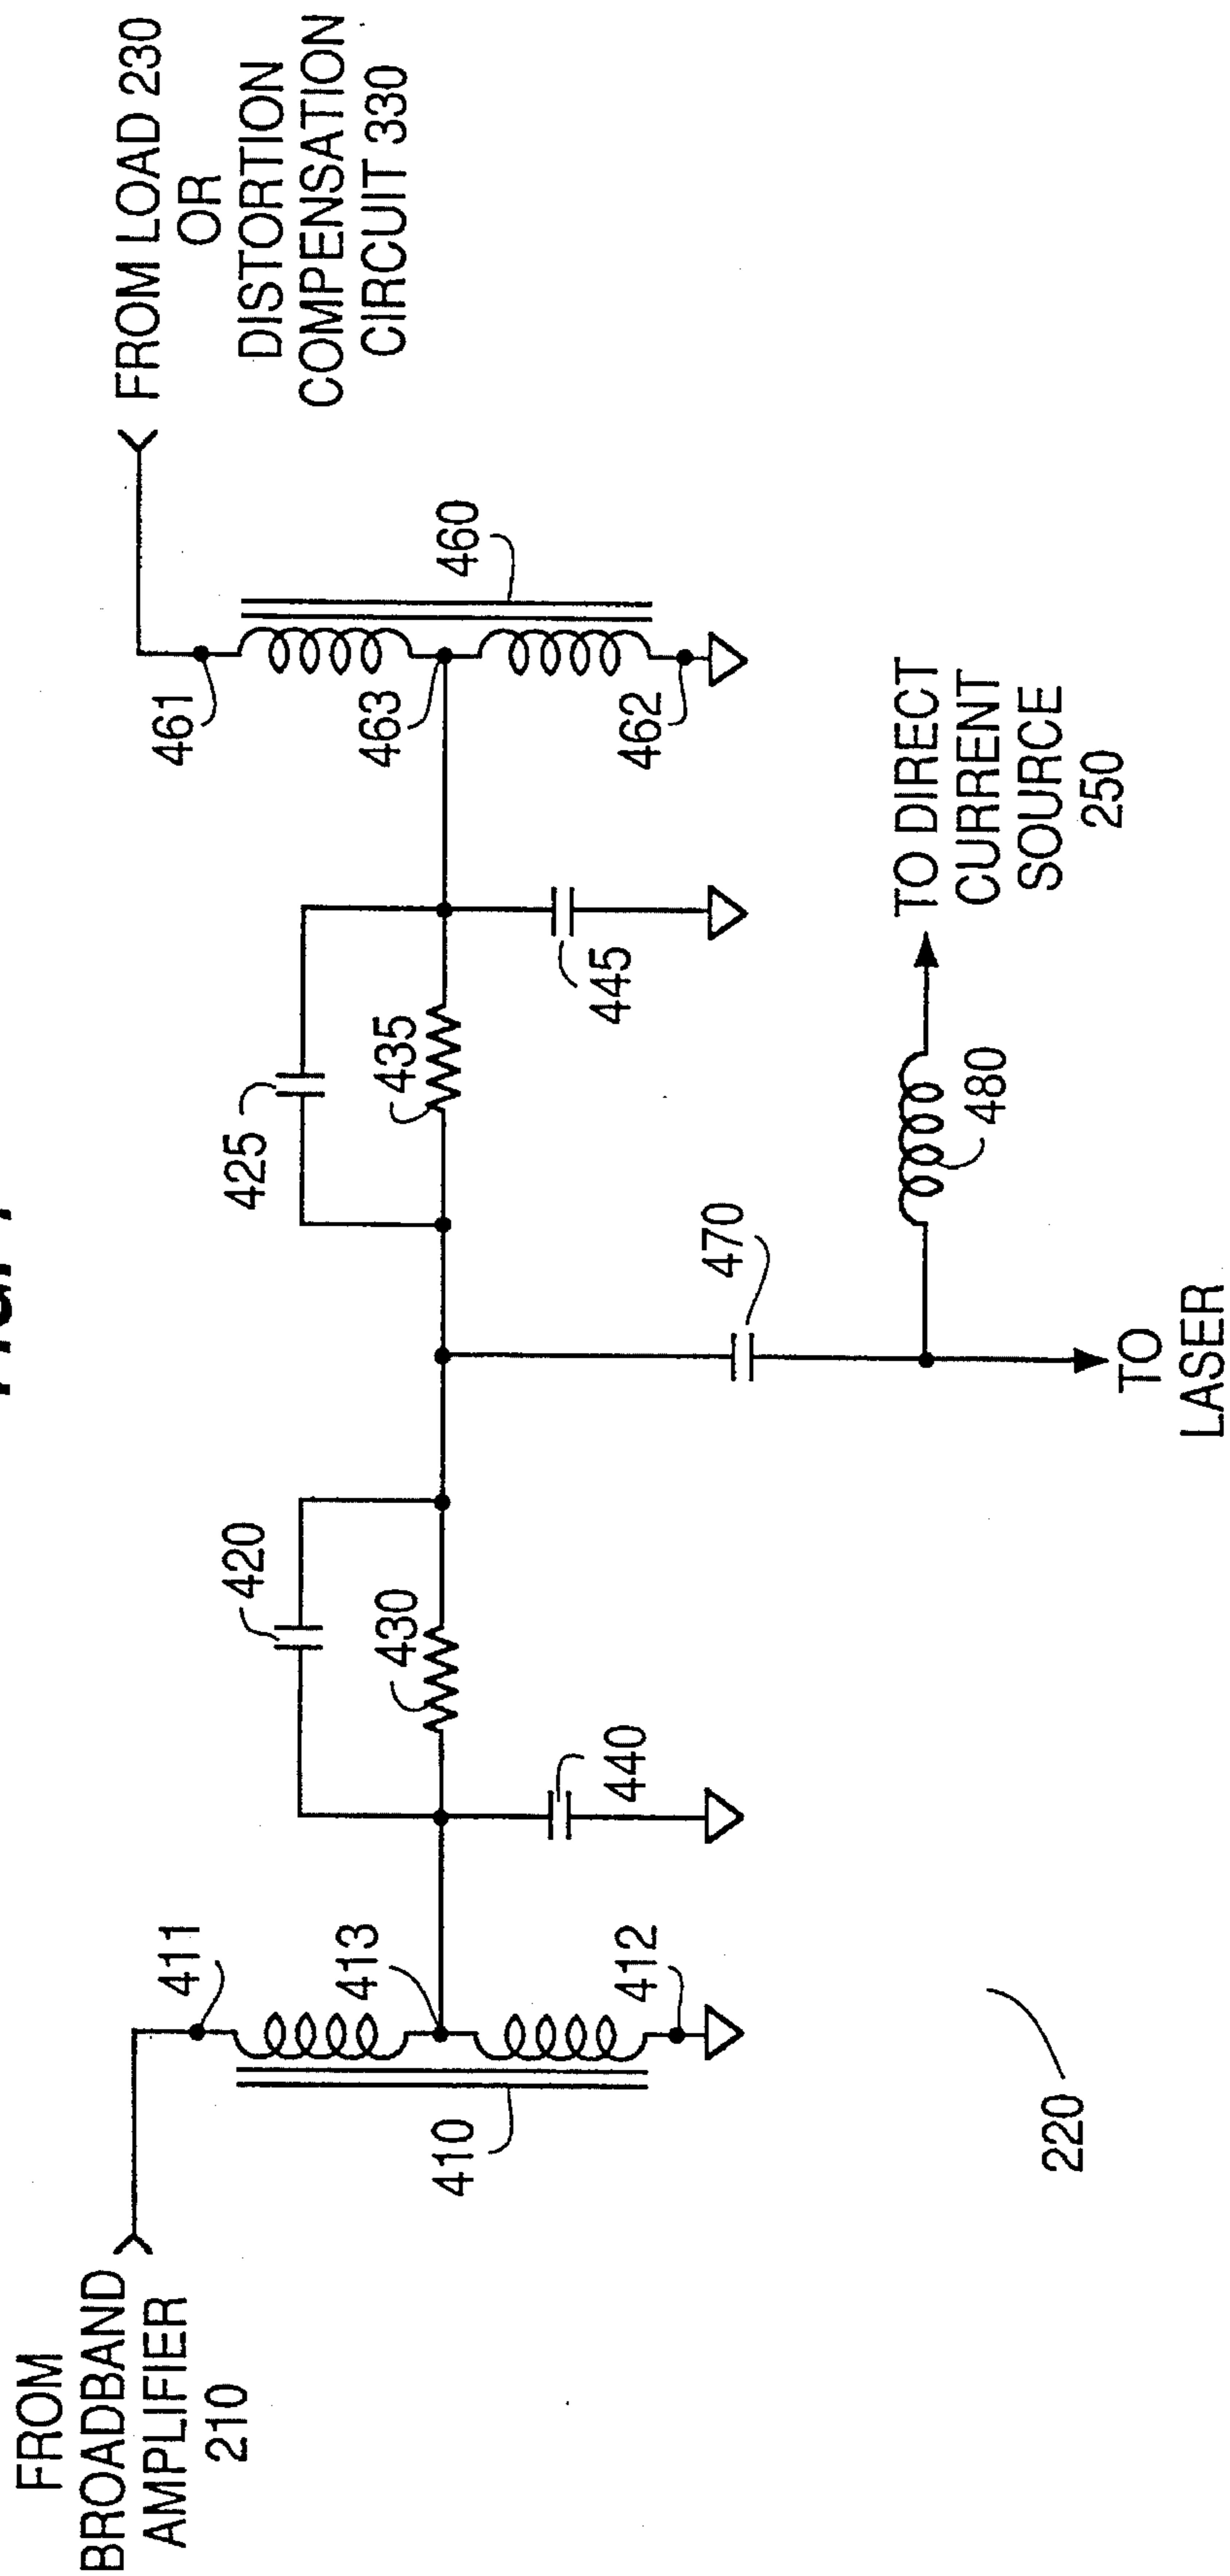 FROM
BROADBAND
AMPLIFIER
210
411
413
412
410
420
430
440
425
435
445
461
463
462
460
FROM LOAD 230
OR
DISTORTION
COMPENSATION
CIRCUIT 330
470
480
TO DIRECT
CURRENT
SOURCE
250
TO
LASER
220